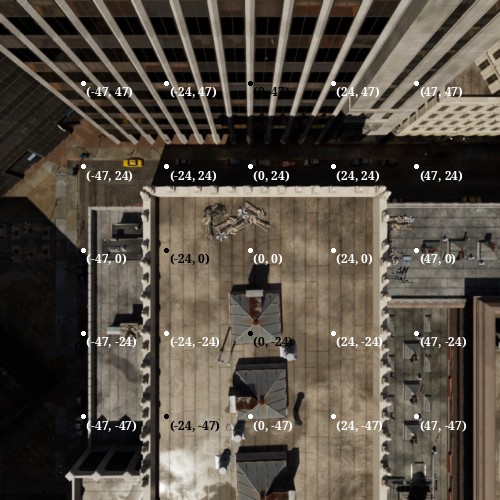 (-47, 47) (-24, 47) (0, 47) (24, 47) (47, 47)
(-47, 24) (-24, 24) (0, 24) (24, 24) (47, 24)
(-47, 0) (-24, 0) (0, 0) (24, 0) (47, 0)
(-47, -24) (-24, -24) (0, -24) (24, -24) (47, -24)
(-47, -47) (-24, -47) (0, -47) (24, -47) (47, -47)